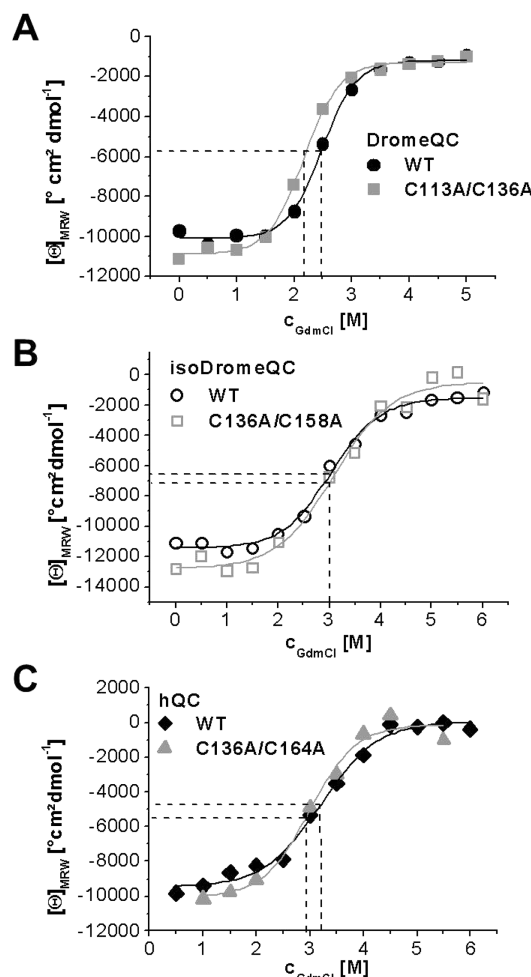 A
0
-2000
-4000
-6000
-8000
-10000
-12000
[Θ]MRW [° cm² dmol⁻¹]
DromeQC
WT
C113A/C136A
0 1 2 3 4 5
cGdmCl [M]
B
0
-2000
-4000
-6000
-8000
-10000
-12000
-14000
[Θ]MRW [°cm²dmol⁻¹]
isoDromeQC
WT
C136A/C158A
0 1 2 3 4 5 6
cGdmCl [M]
C
2000
0
-2000
-4000
-6000
-8000
-10000
-12000
[Θ]MRW [°cm²dmol⁻¹]
hQC
WT
C136A/C164A
0 1 2 3 4 5 6
cGdmCl [M]